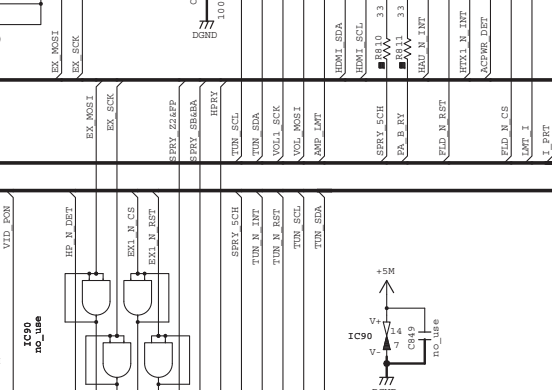 100
DGND
EX_MOSI
EX_SCK
HDMI_SDA
HDMI_SCL
33
R810
33
R811
HAU_N_INT
HTX1_N_INT
ACPWR_DET
EX_MOSI
EX_SCK
SPRY_Z2&FP
SPRY_SB&BA
HPRY
TUN_SCL
TUN_SDA
VOL1_SCK
VOL_MOSI
AMP_LMT
SPRY_5CH
PA_B_RY
FLD_N_RST
FLD_N_CS
LMT_I
I_PRT
VID_PON
HP_N_DET
EX1_N_CS
EX1_N_RST
SPRY_5CH
TUN_N_INT
TUN_N_RST
TUN_SCL
TUN_SDA
IC90
no_use
+5M
V+
IC90
14
7
V-
C849
no_use